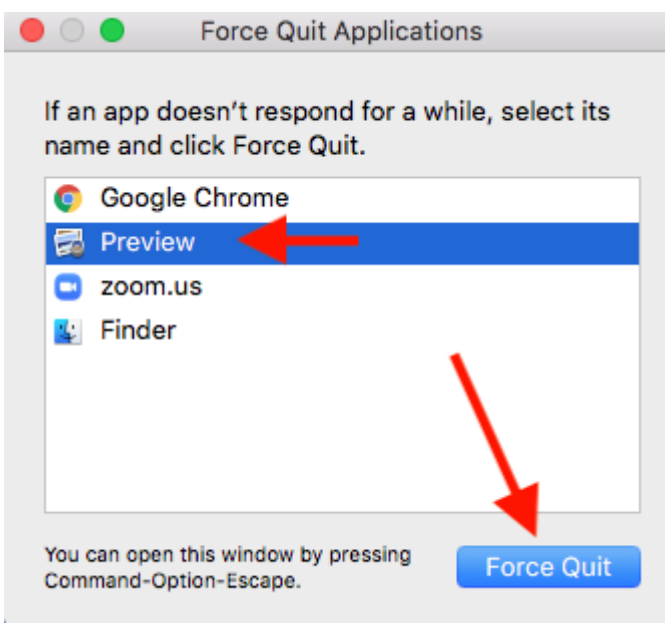 Force Quit Applications
If an app doesn’t respond for a while, select its
name and click Force Quit.
Google Chrome
Preview
zoom.us
Finder
You can open this window by pressing
Command-Option-Escape.
Force Quit